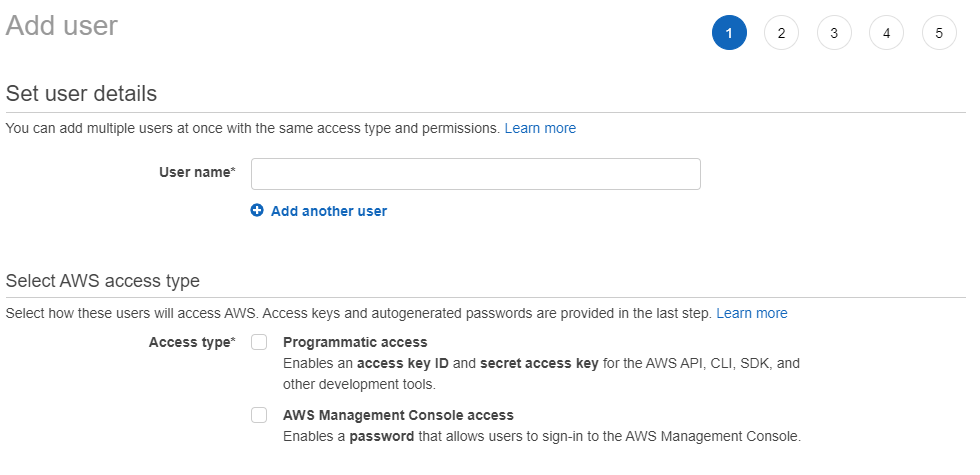 Add user
1 2 3 4 5
Set user details
You can add multiple users at once with the same access type and permissions. Learn more
User name*
Add another user
Select AWS access type
Select how these users will access AWS. Access keys and autogenerated passwords are provided in the last step. Learn more
Access type* Programmatic access
Enables an access key ID and secret access key for the AWS API, CLI, SDK, and
other development tools.
AWS Management Console access
Enables a password that allows users to sign-in to the AWS Management Console.